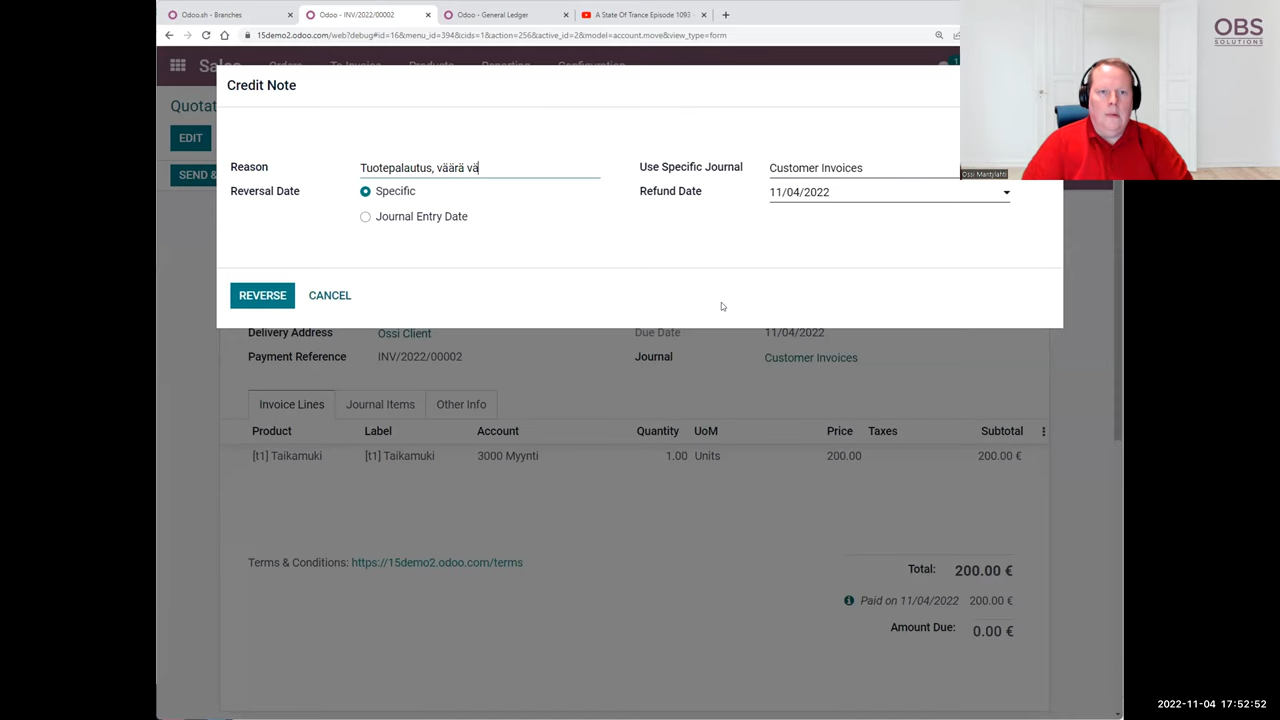 Odoo.sh - Branches
Odoo - INV/2022/00002
Odoo - General Ledger
A State Of Trance Episode 1093
15demo2.odoo.com/web?debug#id=16&menu_id=394&cids=1&action=256&active_id=2&model=account.move&view_type=form
OBS
SOLUTIONS
Credit Note
EDIT
Reason
Tuotepalautus, väärä vä
Use Specific Journal
Customer Invoices
Reversal Date
Specific
Refund Date
11/04/2022
Journal Entry Date
Ossi Mantylahti
REVERSE
CANCEL
Delivery Address
Ossi Client
Due Date
11/04/2022
Payment Reference
INV/2022/00002
Journal
Customer Invoices
Invoice Lines
Journal Items
Other Info
Product Label Account Quantity UoM Price Taxes Subtotal
[t1] Taikamuki [t1] Taikamuki 3000 Myynti 1.00 Units 200.00 200.00 €
Terms & Conditions: https://15demo2.odoo.com/terms
Total: 200.00 €
Paid on 11/04/2022 200.00 €
Amount Due: 0.00 €
2022-11-04 17:52:52